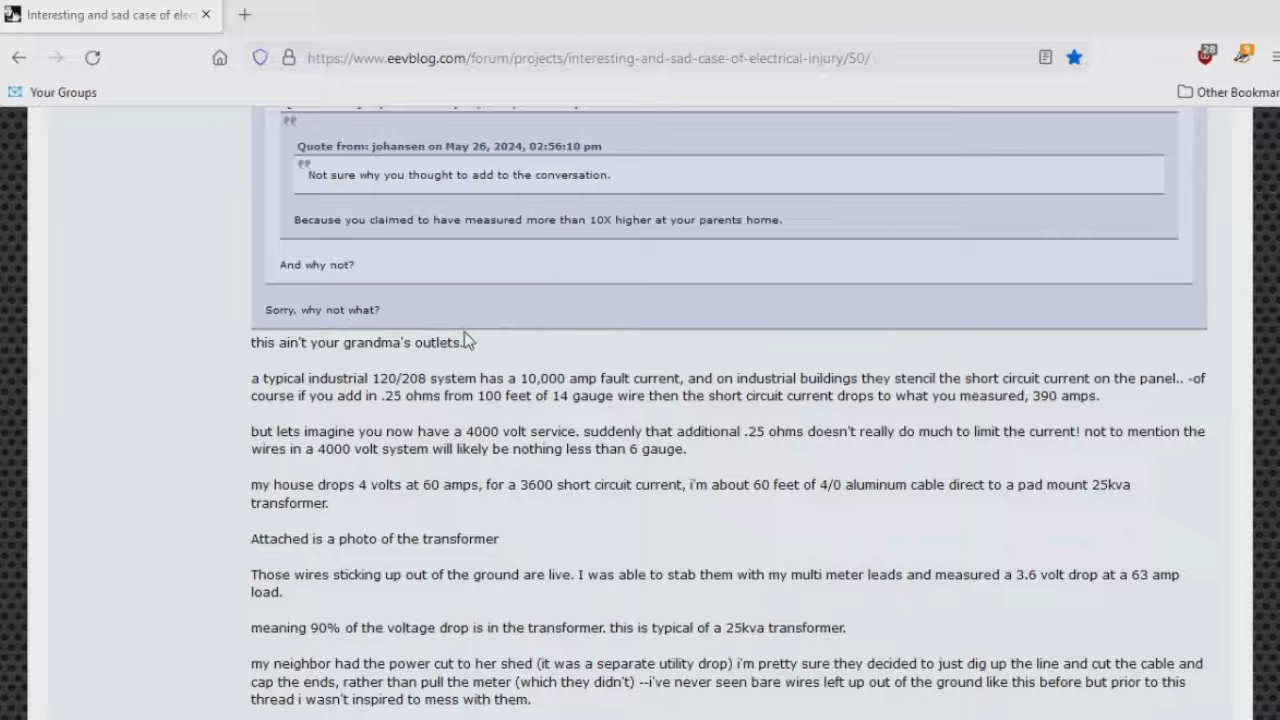 Interesting and sad case of elec
https://www.eevblog.com/forum/projects/interesting-and-sad-case-of-electrical-injury/50/
28
9
Your Groups
Other Bookmar
Quote from: johansen on May 26, 2024, 02:56:10 pm
Not sure why you thought to add to the conversation.
Because you claimed to have measured more than 10X higher at your parents home.
And why not?
Sorry, why not what?
this ain't your grandma's outlets.
a typical industrial 120/208 system has a 10,000 amp fault current, and on industrial buildings they stencil the short circuit current on the panel.. -of
course if you add in .25 ohms from 100 feet of 14 gauge wire then the short circuit current drops to what you measured, 390 amps.
but lets imagine you now have a 4000 volt service. suddenly that additional .25 ohms doesn't really do much to limit the current! not to mention the
wires in a 4000 volt system will likely be nothing less than 6 gauge.
my house drops 4 volts at 60 amps, for a 3600 short circuit current, i'm about 60 feet of 4/0 aluminum cable direct to a pad mount 25kva
transformer.
Attached is a photo of the transformer
Those wires sticking up out of the ground are live. I was able to stab them with my multi meter leads and measured a 3.6 volt drop at a 63 amp
load.
meaning 90% of the voltage drop is in the transformer. this is typical of a 25kva transformer.
my neighbor had the power cut to her shed (it was a separate utility drop) i'm pretty sure they decided to just dig up the line and cut the cable and
cap the ends, rather than pull the meter (which they didn't) --i've never seen bare wires left up out of the ground like this before but prior to this
thread i wasn't inspired to mess with them.